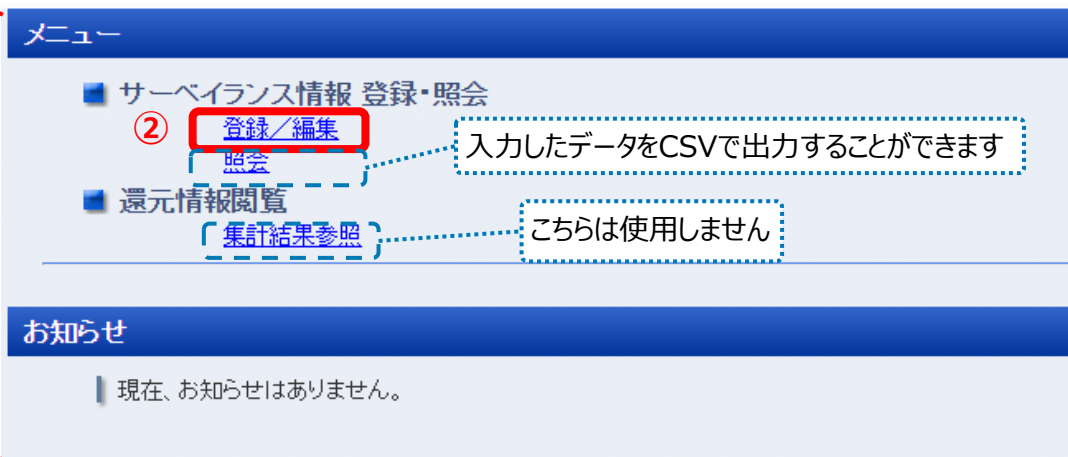 メニュー
サーベイランス情報 登録・照会
② 登録／編集
入力したデータをCSVで出力することができます
照会
還元情報閲覧
こちらは使用しません
集計結果参照
お知らせ
現在、お知らせはありません。